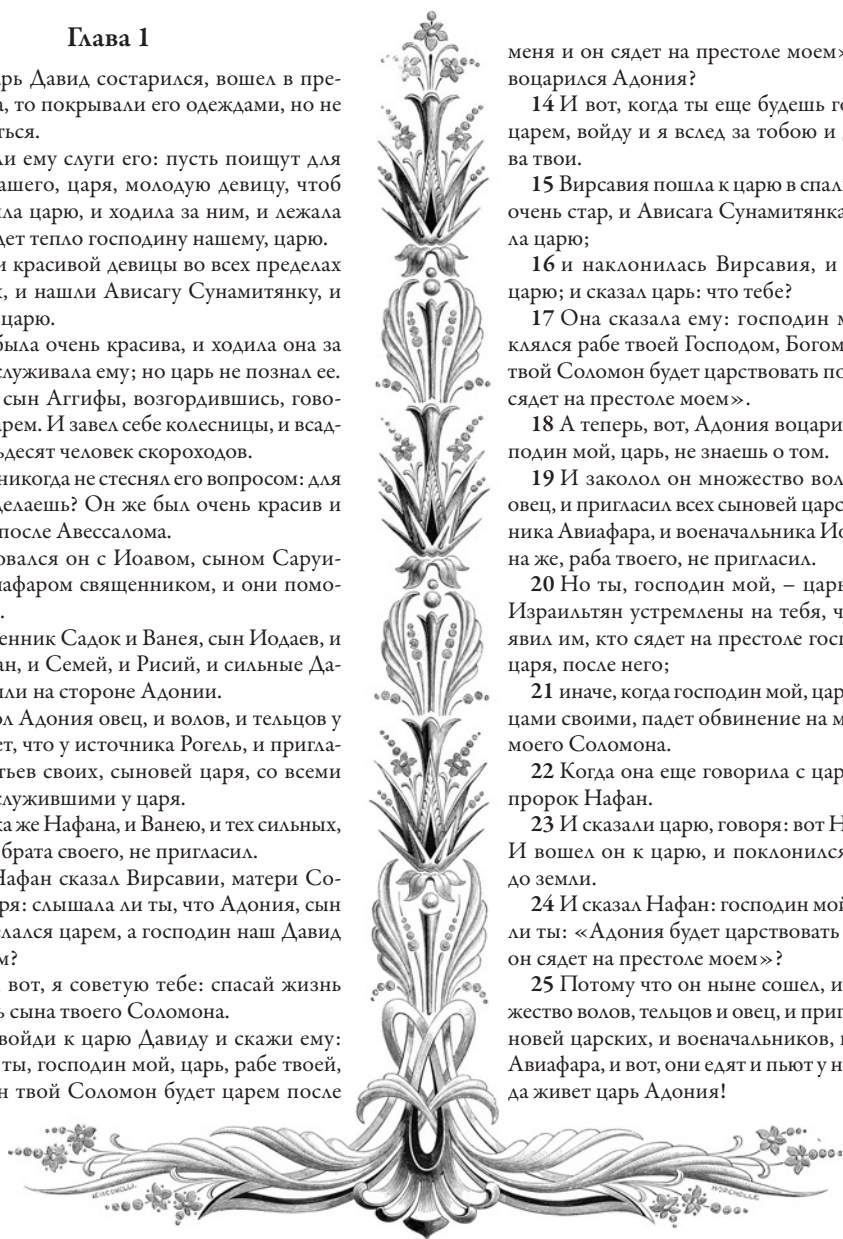 Глава 1
арь Давид состарился, вошел в пре-
а, то покрывали его одеждами, но не
ться.
ли ему слуги его: пусть поищут для
ашего, царя, молодую девицу, чтоб
ла царю, и ходила за ним, и лежала
дет тепло господину нашему, царю.
и красивой девицы во всех пределах
х, и нашли Ависагу Сунамитянку, и
царю.
была очень красива, и ходила она за
служивала ему; но царь не познал ее.
сын Аггифы, возгордившись, гово-
арем. И завел себе колесницы, и всад-
ьдесят человек скороходов.
никогда не стеснял его вопросом: для
делаешь? Он же был очень красив и
после Авессалома.
овался он с Иоавом, сыном Саруи-
иафаром священником, и они помо-
.
енник Садок и Ванея, сын Иодаев, и
ан, и Семей, и Рисий, и сильные Да-
ыли на стороне Адонии.
ол Адония овец, и волов, и тельцов у
ет, что у источника Рогель, и пригла-
тьев своих, сыновей царя, со всеми
служившими у царя.
ка же Нафана, и Ванею, и тех сильных,
брата своего, не пригласил.
Нафан сказал Вирсавии, матери Со-
ря: слышала ли ты, что Адония, сын
елался царем, а господин наш Давид
м?
, вот, я советую тебе: спасай жизнь
ь сына твоего Соломона.
войди к царю Давиду и скажи ему:
ты, господин мой, царь, рабе твоей,
н твой Соломон будет царем после
меня и он сядет на престоле моем»
воцарился Адония?
14 И вот, когда ты еще будешь го
царем, войду и я вслед за тобою и д
ва твои.
15 Вирсавия пошла к царю в спал
очень стар, и Ависага Сунамитянка
ла царю;
16 и наклонилась Вирсавия, и
царю; и сказал царь: что тебе?
17 Она сказала ему: господин м
клялся рабе твоей Господом, Богом
твой Соломон будет царствовать по
сядет на престоле моем».
18 А теперь, вот, Адония воцари
подин мой, царь, не знаешь о том.
19 И заколол он множество вол
овец, и пригласил всех сыновей царс
ника Авиафара, и военачальника Ио
на же, раба твоего, не пригласил.
20 Но ты, господин мой, – царь
Израильтян устремлены на тебя, ч
явил им, кто сядет на престоле госп
царя, после него;
21 иначе, когда господин мой, цар
цами своими, падет обвинение на м
моего Соломона.
22 Когда она еще говорила с цар
пророк Нафан.
23 И сказали царю, говоря: вот Н
И вошел он к царю, и поклонился
до земли.
24 И сказал Нафан: господин мой
ли ты: «Адония будет царствовать
он сядет на престоле моем»?
25 Потому что он ныне сошел, и
жество волов, тельцов и овец, и приг
новей царских, и военачальников, и
Авиафара, и вот, они едят и пьют у н
да живет царь Адония!